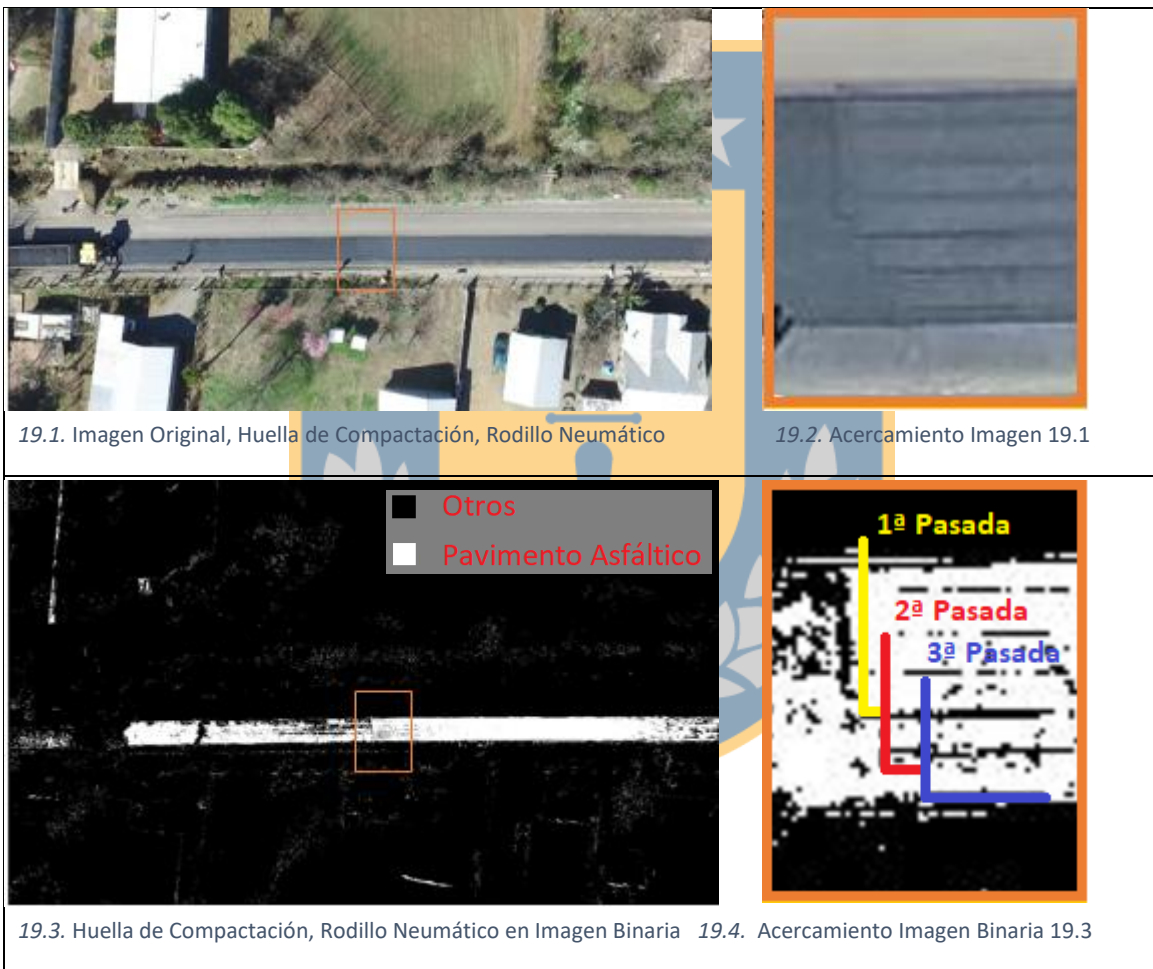 19.1. Imagen Original, Huella de Compactación, Rodillo Neumático
19.2. Acercamiento Imagen 19.1
Otros
Pavimento Asfáltico
1ª Pasada
2ª Pasada
3ª Pasada
19.3. Huella de Compactación, Rodillo Neumático en Imagen Binaria
19.4. Acercamiento Imagen Binaria 19.3